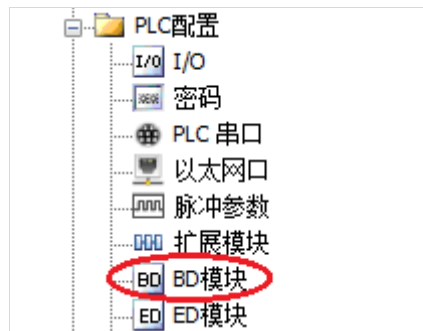 PLC配置
I/O I/O
密码
PLC 串口
以太网口
脉冲参数
扩展模块
BD BD模块
ED ED模块